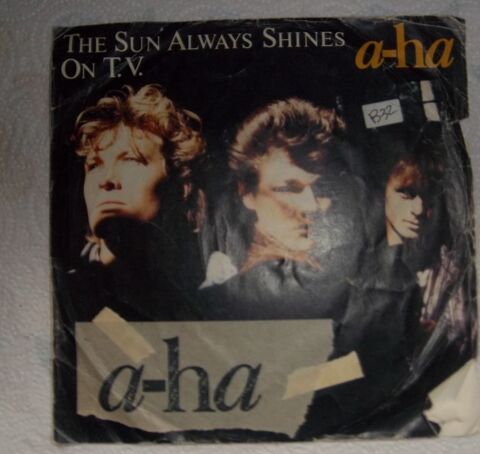 THE SUN ALWAYS SHINES
ON T.V.
a-ha
B32
a-ha